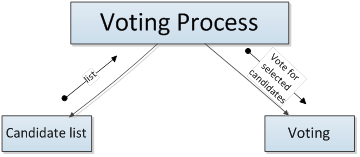 Voting Process
list
Vote for
selected
candidates
Candidate list
Voting